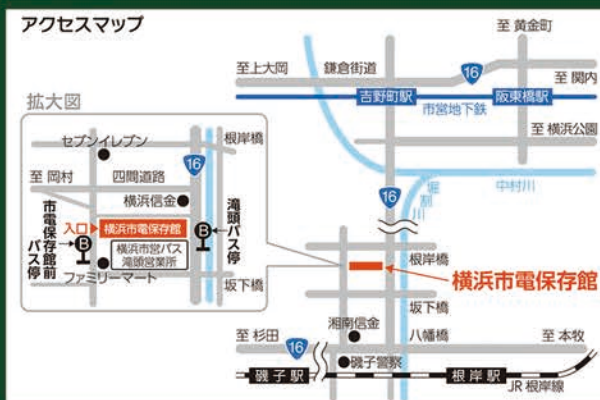 アクセスマップ
至 黄金町
至上大岡
鎌倉街道
16
至 関内
吉野町駅
阪東橋駅
市営地下鉄
至 横浜公園
16
堀割川
中村川
根岸橋
横浜市電保存館
坂下橋
湘南信金
八幡橋
至 杉田
16
至 本牧
磯子警察
磯子駅
根岸駅
JR 根岸線
拡大図
セブンイレブン
根岸橋
16
至 岡村
四間道路
横浜信金
入口
横浜市電保存館
B
滝頭バス停
市電保存館前
バス停
B
横浜市営バス
滝頭営業所
ファミリーマート
坂下橋